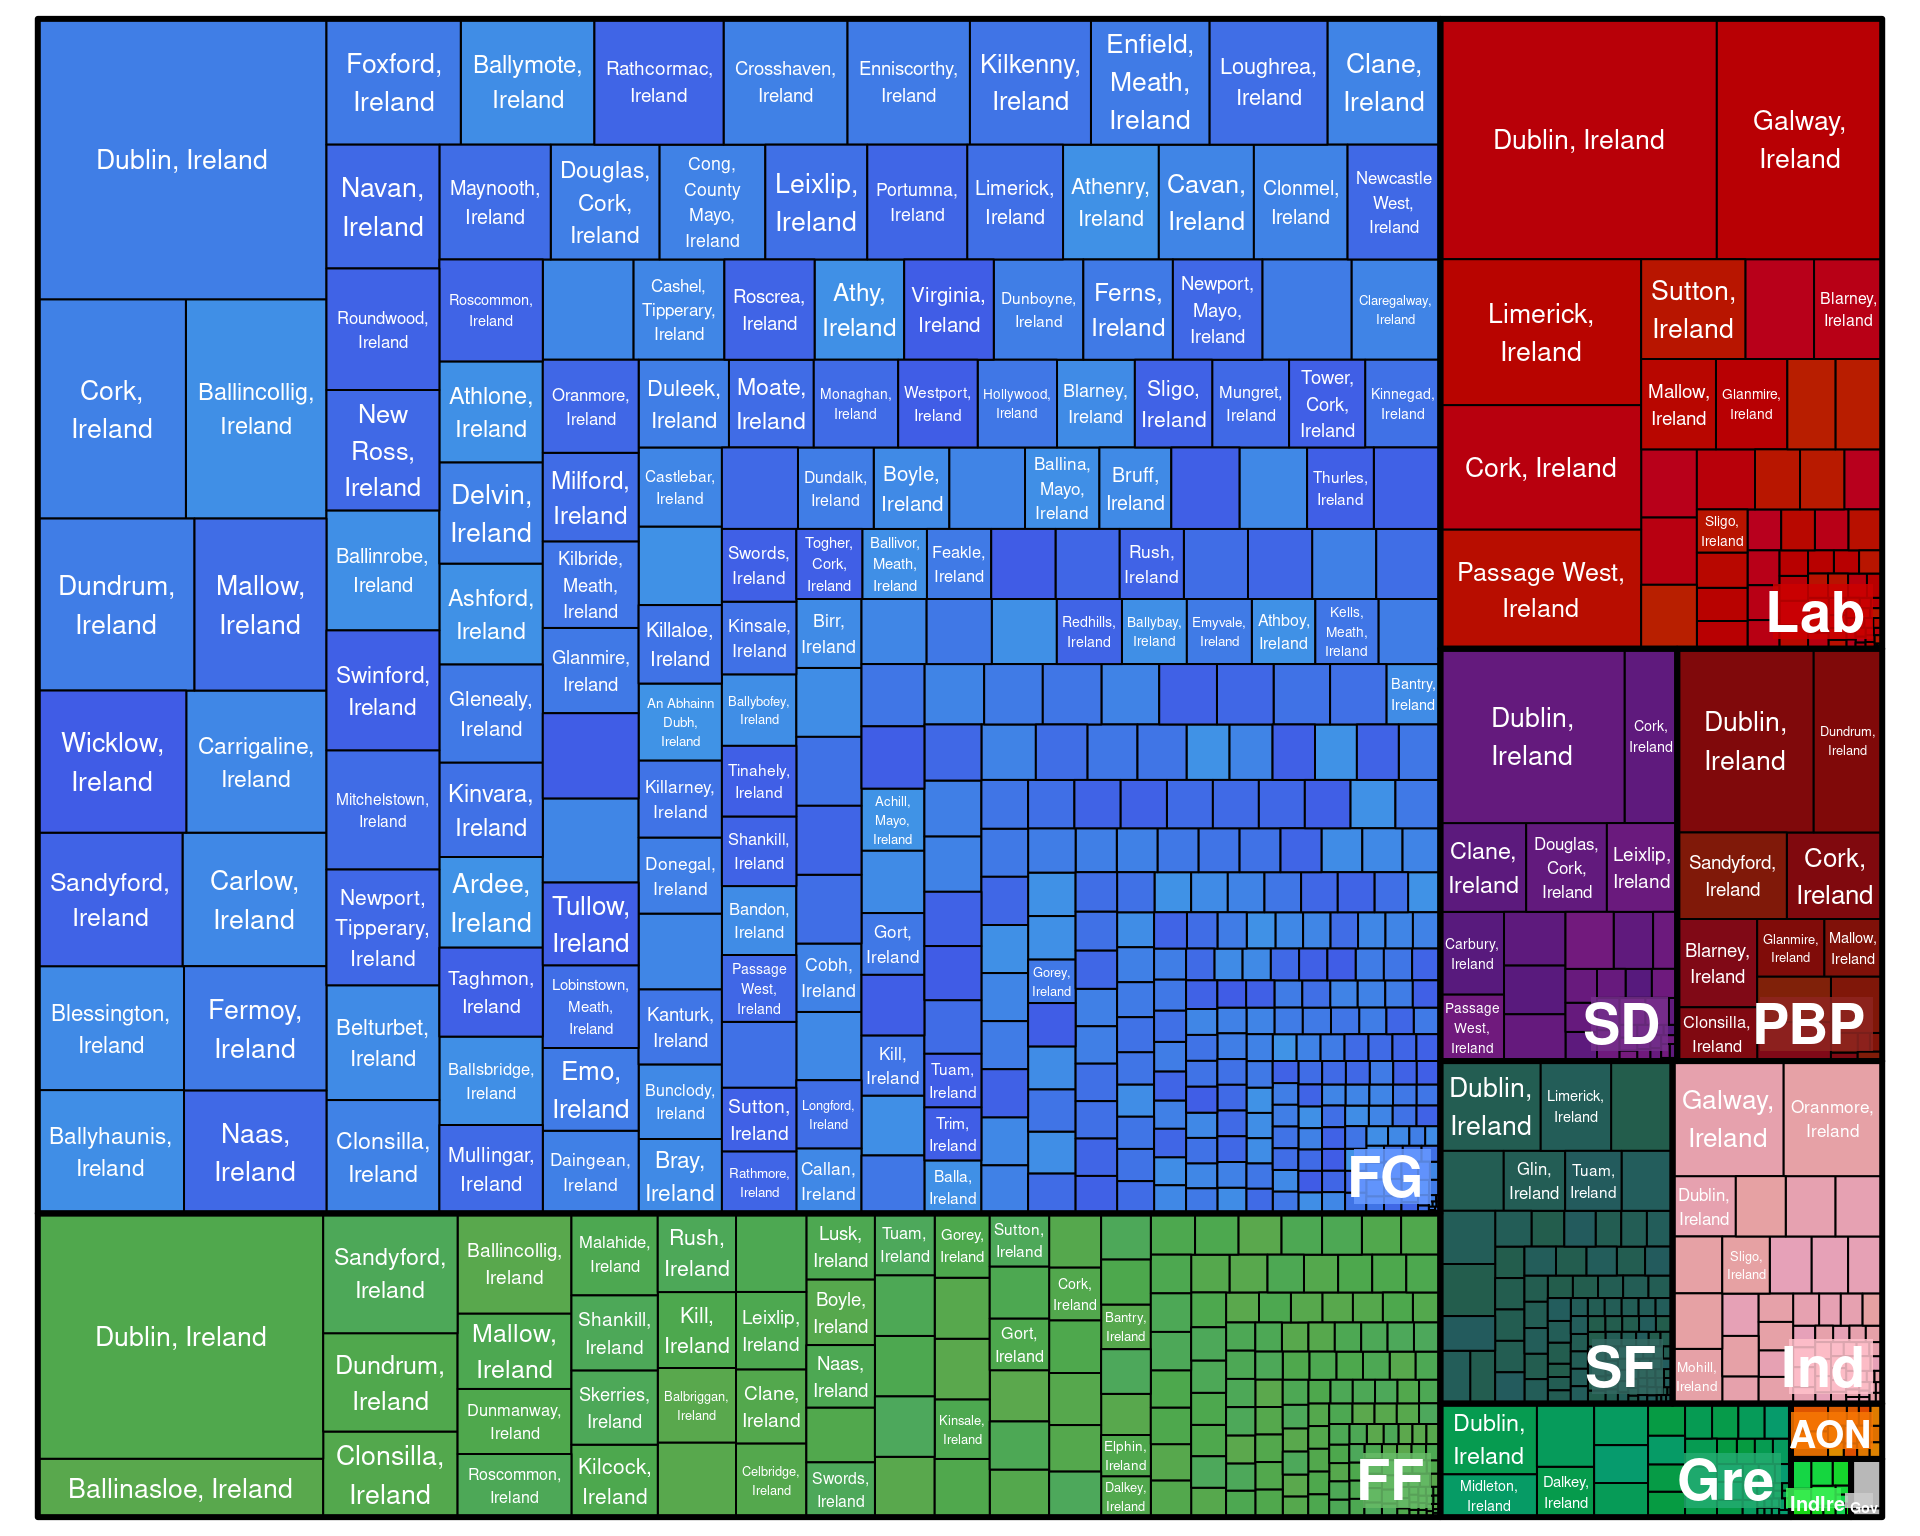 Dublin, Ireland
Foxford,
Ireland
Ballymote,
Ireland
Rathcormac,
Ireland
Crosshaven,
Ireland
Enniscorthy,
Ireland
Kilkenny,
Ireland
Enfield,
Meath,
Ireland
Loughrea,
Ireland
Clane,
Ireland
Navan,
Ireland
Maynooth,
Ireland
Douglas,
Cork,
Ireland
Cong,
County
Mayo,
Ireland
Leixlip,
Ireland
Portumna,
Ireland
Limerick,
Ireland
Athenry,
Ireland
Cavan,
Ireland
Clonmel,
Ireland
Newcastle
West,
Ireland
Roundwood,
Ireland
Roscommon,
Ireland
Cashel,
Tipperary,
Ireland
Roscrea,
Ireland
Athy,
Ireland
Virginia,
Ireland
Dunboyne,
Ireland
Ferns,
Ireland
Newport,
Mayo,
Ireland
Claregalway,
Ireland
Cork,
Ireland
Ballincollig,
Ireland
New
Ross,
Ireland
Athlone,
Ireland
Oranmore,
Ireland
Duleek,
Ireland
Moate,
Ireland
Monaghan,
Ireland
Westport,
Ireland
Hollywood,
Ireland
Blarney,
Ireland
Sligo,
Ireland
Mungret,
Ireland
Tower,
Cork,
Ireland
Kinnegad,
Ireland
Delvin,
Ireland
Milford,
Ireland
Castlebar,
Ireland
Dundalk,
Ireland
Boyle,
Ireland
Ballina,
Mayo,
Ireland
Bruff,
Ireland
Thurles,
Ireland
Dundrum,
Ireland
Mallow,
Ireland
Ballinrobe,
Ireland
Ashford,
Ireland
Kilbride,
Meath,
Ireland
Swords,
Ireland
Togher,
Cork,
Ireland
Ballivor,
Meath,
Ireland
Feakle,
Ireland
Rush,
Ireland
Swinford,
Ireland
Glenealy,
Ireland
Glanmire,
Ireland
Killaloe,
Ireland
Kinsale,
Ireland
Birr,
Ireland
Redhills,
Ireland
Ballybay,
Ireland
Emyvale,
Ireland
Athboy,
Ireland
Kells,
Meath,
Ireland
An Abhainn
Dubh,
Ireland
Ballybofey,
Ireland
Bantry,
Ireland
Wicklow,
Ireland
Carrigaline,
Ireland
Mitchelstown,
Ireland
Kinvara,
Ireland
Killarney,
Ireland
Tinahely,
Ireland
Achill,
Mayo,
Ireland
Sandyford,
Ireland
Carlow,
Ireland
Newport,
Tipperary,
Ireland
Ardee,
Ireland
Tullow,
Ireland
Donegal,
Ireland
Shankill,
Ireland
Bandon,
Ireland
Gort,
Ireland
Blessington,
Ireland
Fermoy,
Ireland
Belturbet,
Ireland
Taghmon,
Ireland
Lobinstown,
Meath,
Ireland
Kanturk,
Ireland
Passage
West,
Ireland
Cobh,
Ireland
Gorey,
Ireland
Kill,
Ireland
Ballyhaunis,
Ireland
Naas,
Ireland
Clonsilla,
Ireland
Ballsbridge,
Ireland
Mullingar,
Ireland
Emo,
Ireland
Daingean,
Ireland
Bunclody,
Ireland
Bray,
Ireland
Sutton,
Ireland
Rathmore,
Ireland
Longford,
Ireland
Callan,
Ireland
Tuam,
Ireland
Trim,
Ireland
Balla,
Ireland
FG
Dublin, Ireland
Galway,
Ireland
Limerick,
Ireland
Sutton,
Ireland
Blarney,
Ireland
Cork, Ireland
Mallow,
Ireland
Glanmire,
Ireland
Sligo,
Ireland
Passage West,
Ireland
Lab
Dublin,
Ireland
Cork,
Ireland
Clane,
Ireland
Douglas,
Cork,
Ireland
Leixlip,
Ireland
Carbury,
Ireland
Passage
West,
Ireland
SD
Dublin,
Ireland
Dundrum,
Ireland
Sandyford,
Ireland
Cork,
Ireland
Blarney,
Ireland
Glanmire,
Ireland
Mallow,
Ireland
Clonsilla,
Ireland
PBP
Dublin,
Ireland
Limerick,
Ireland
Glin,
Ireland
Tuam,
Ireland
SF
Galway,
Ireland
Oranmore,
Ireland
Dublin,
Ireland
Sligo,
Ireland
Mohill,
Ireland
Ind
Dublin, Ireland
Ballinasloe, Ireland
Sandyford,
Ireland
Dundrum,
Ireland
Clonsilla,
Ireland
Ballincollig,
Ireland
Mallow,
Ireland
Dunmanway,
Ireland
Roscommon,
Ireland
Malahide,
Ireland
Shankill,
Ireland
Skerries,
Ireland
Kilcock,
Ireland
Rush,
Ireland
Kill,
Ireland
Balbriggan,
Ireland
Leixlip,
Ireland
Clane,
Ireland
Celbridge,
Ireland
Lusk,
Ireland
Boyle,
Ireland
Naas,
Ireland
Swords,
Ireland
Tuam,
Ireland
Gorey,
Ireland
Kinsale,
Ireland
Sutton,
Ireland
Gort,
Ireland
Cork,
Ireland
Bantry,
Ireland
Elphin,
Ireland
Dalkey,
Ireland
FF
Dublin,
Ireland
Midleton,
Ireland
Dalkey,
Ireland
Gre
AON
IndIre
Gov